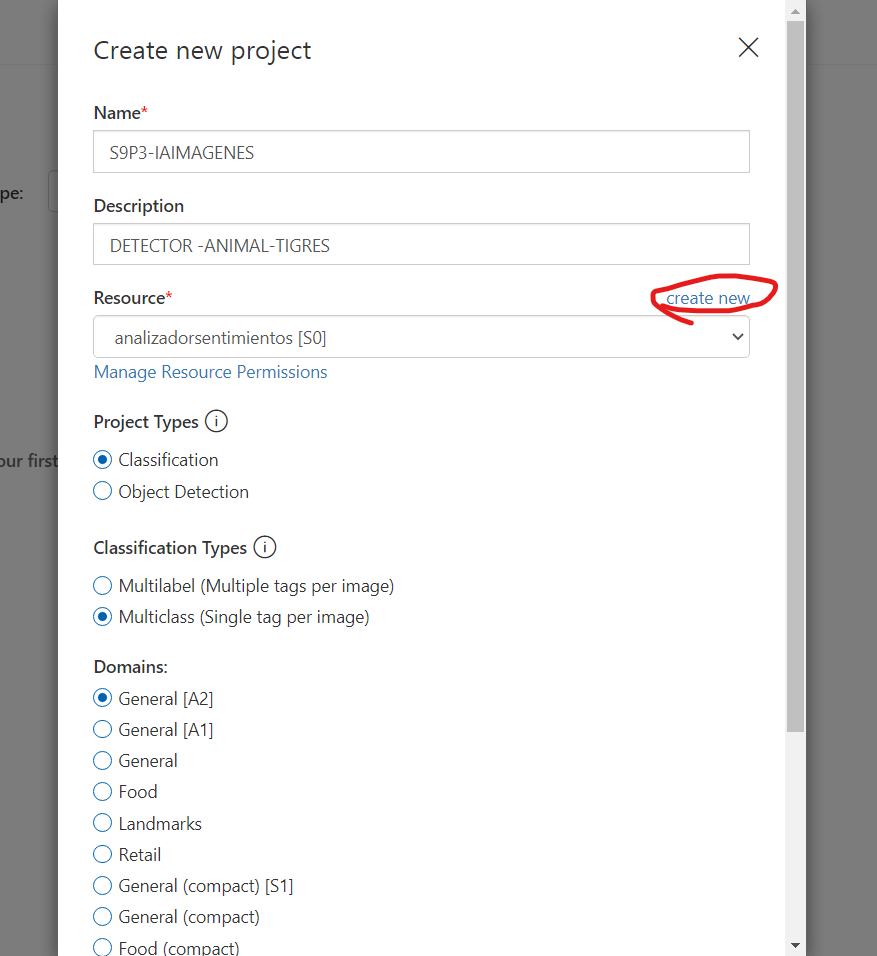 Create new project
Name*
S9P3-IAIMAGENES
pe:
Description
DETECTOR -ANIMAL-TIGRES
Resource*
create new
analizadorsentimientos [S0]
Manage Resource Permissions
Project Types
Classification
our first
Object Detection
Classification Types
Multilabel (Multiple tags per image)
Multiclass (Single tag per image)
Domains:
General [A2]
General [A1]
General
Food
Landmarks
Retail
General (compact) [S1]
General (compact)
Food (compact)